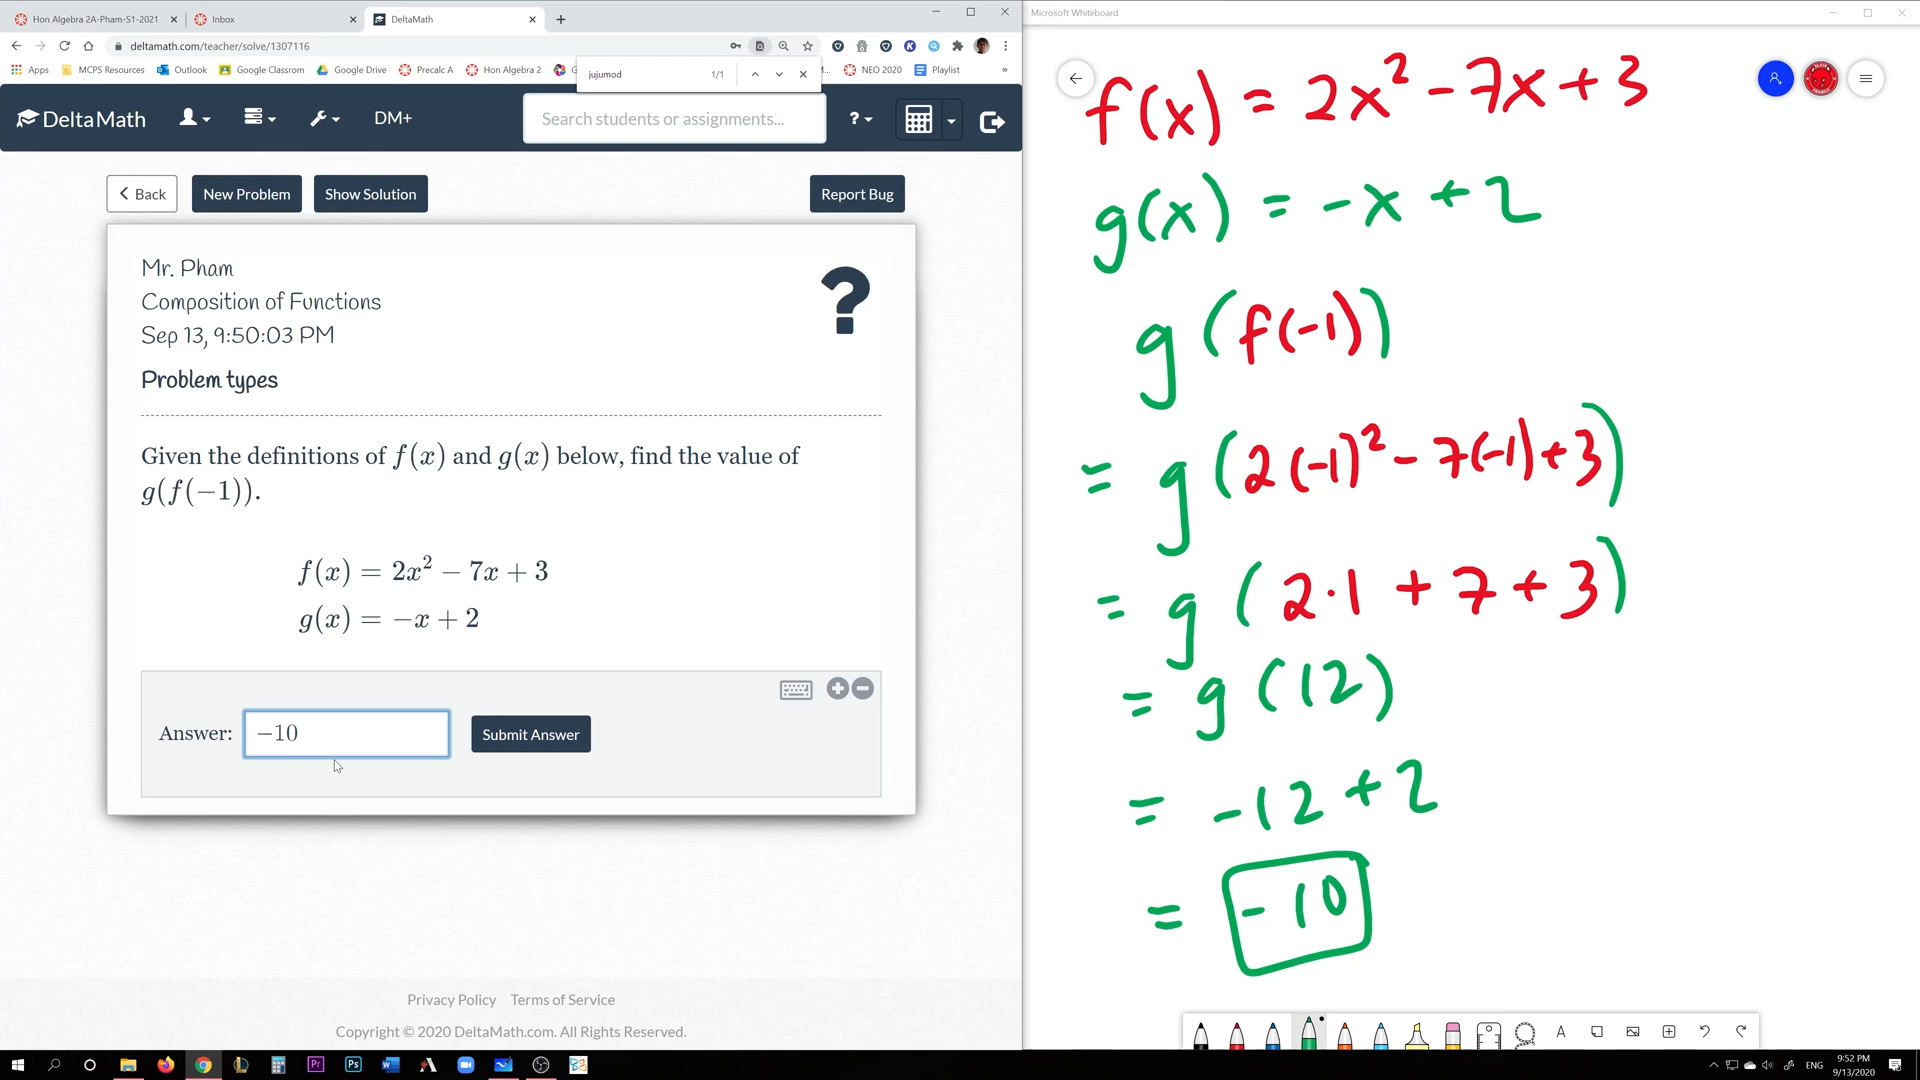 Hon Algebra 2A-Pham-S1-2021
Inbox
DeltaMath
deltamath.com/teacher/solve/1307116
Apps
MCPS Resources
Outlook
Google Classrom
Google Drive
Precalc A
Hon Algebra 2
jujumod
1/1
NEO 2020
Playlist
DeltaMath
DM+
Search students or assignments...
Back
New Problem
Show Solution
Report Bug
Mr. Pham
Composition of Functions
Sep 13, 9:50:03 PM
Problem types
Given the definitions of f(x) and g(x) below, find the value of
g(f(−1)).
f(x) = 2x² − 7x + 3
g(x) = −x + 2
Answer: −10
Submit Answer
Privacy Policy Terms of Service
Copyright © 2020 DeltaMath.com. All Rights Reserved.
Microsoft Whiteboard
f(x) = 2x² - 7x + 3
g(x) = -x + 2
g(f(-1))
= g(2(-1)² - 7(-1) + 3)
= g(2·1 + 7 + 3)
= g(12)
= -12 + 2
= -10
ENG
9:52 PM
9/13/2020